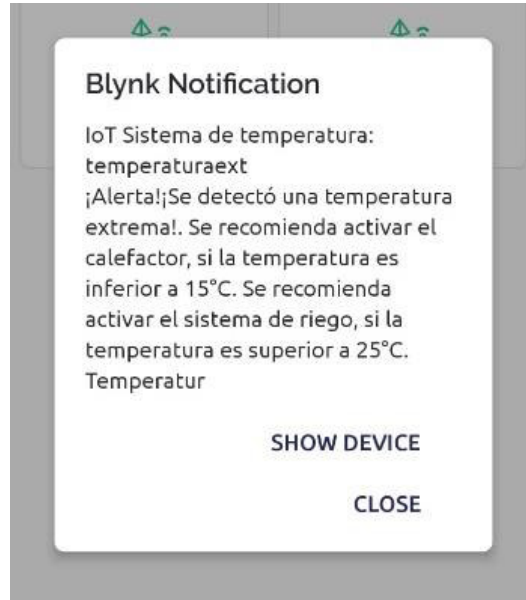 Blynk Notification
IoT Sistema de temperatura:
temperaturaext
¡Alerta!¡Se detectó una temperatura
extrema!. Se recomienda activar el
calefactor, si la temperatura es
inferior a 15°C. Se recomienda
activar el sistema de riego, si la
temperatura es superior a 25°C.
Temperatur
SHOW DEVICE
CLOSE